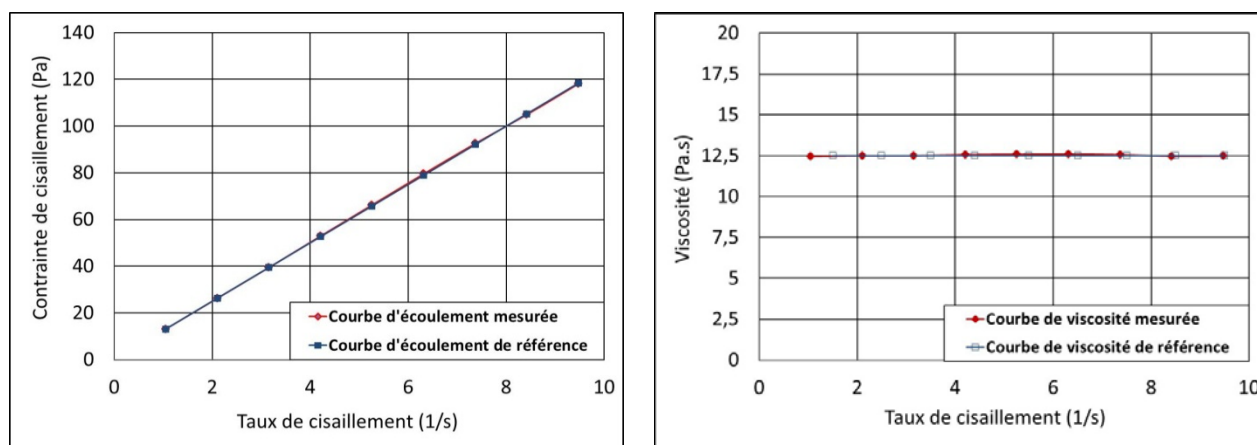 140
120
100
80
60
40
20
0
Contrainte de cisaillement (Pa)
Courbe d'écoulement mesurée
Courbe d'écoulement de référence
0 2 4 6 8 10
Taux de cisaillement (1/s)
20
17,5
15
12,5
10
7,5
5
2,5
0
Viscosité (Pa.s)
Courbe de viscosité mesurée
Courbe de viscosité de référence
0 2 4 6 8 10
Taux de cisaillement (1/s)